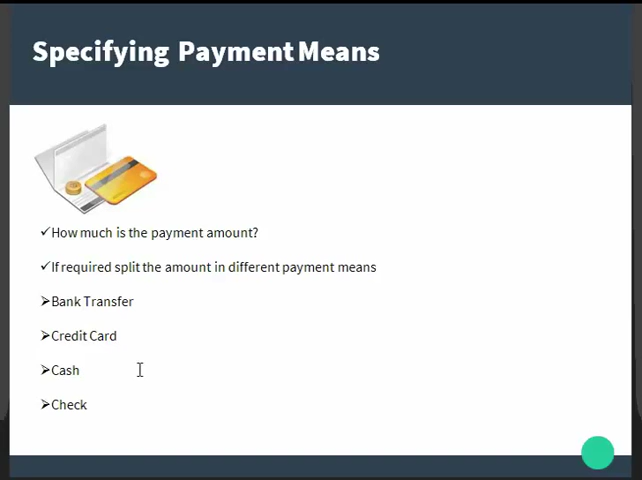 Specifying Payment Means
✓How much is the payment amount?
✓If required split the amount in different payment means
➢Bank Transfer
➢Credit Card
➢Cash
➢Check